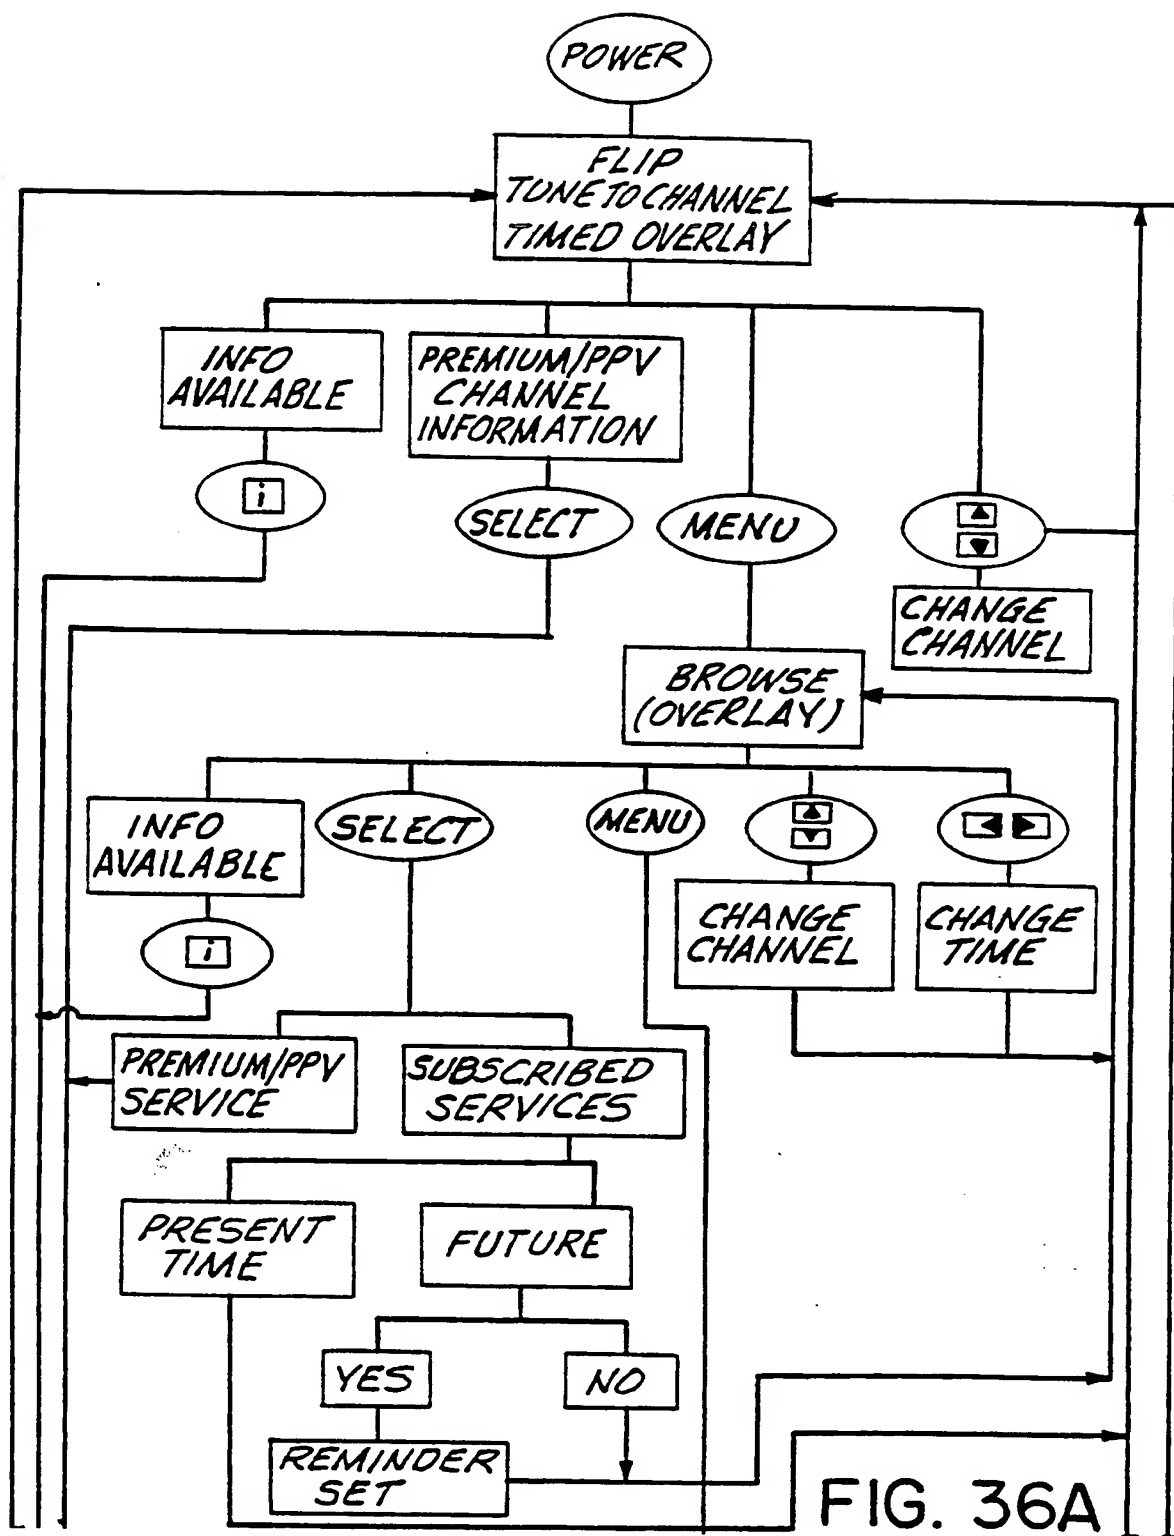 POWER
FLIP
TUNE TO CHANNEL
TIMED OVERLAY
INFO
AVAILABLE
PREMIUM/PPV
CHANNEL
INFORMATION
i
SELECT
MENU
CHANGE
CHANNEL
BROWSE
(OVERLAY)
INFO
AVAILABLE
SELECT
MENU
i
CHANGE
CHANNEL
CHANGE
TIME
PREMIUM/PPV
SERVICE
SUBSCRIBED
SERVICES
PRESENT
TIME
FUTURE
YES
NO
REMINDER
SET
FIG. 36A